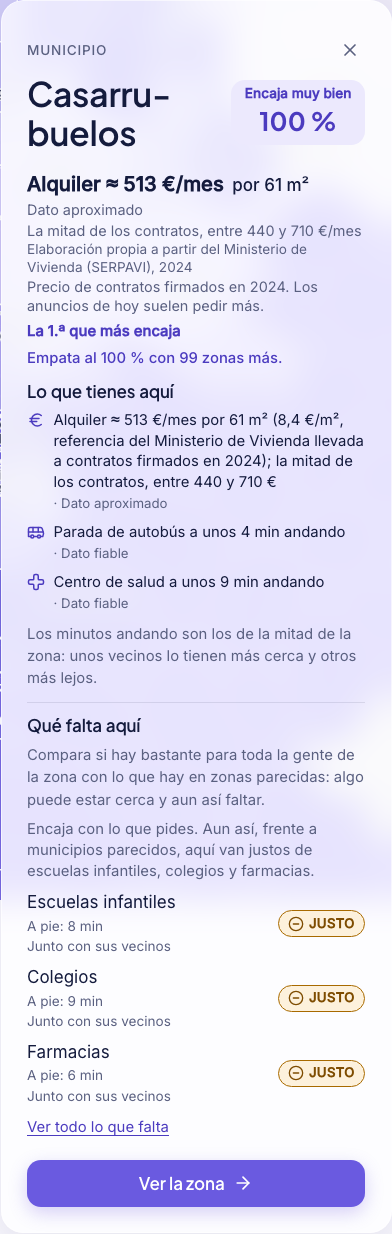 MUNICIPIO
Casarru-
buelos
Encaja muy bien
100 %
Alquiler ≈ 513 €/mes por 61 m²
Dato aproximado
La mitad de los contratos, entre 440 y 710 €/mes
Elaboración propia a partir del Ministerio de
Vivienda (SERPAVI), 2024
Precio de contratos firmados en 2024. Los
anuncios de hoy suelen pedir más.
La 1.ª que más encaja
Empata al 100 % con 99 zonas más.
Lo que tienes aquí
Alquiler ≈ 513 €/mes por 61 m² (8,4 €/m²,
referencia del Ministerio de Vivienda llevada
a contratos firmados en 2024); la mitad de
los contratos, entre 440 y 710 €
· Dato aproximado
Parada de autobús a unos 4 min andando
· Dato fiable
Centro de salud a unos 9 min andando
· Dato fiable
Los minutos andando son los de la mitad de la
zona: unos vecinos lo tienen más cerca y otros
más lejos.
Qué falta aquí
Compara si hay bastante para toda la gente de
la zona con lo que hay en zonas parecidas: algo
puede estar cerca y aun así faltar.
Encaja con lo que pides. Aun así, frente a
municipios parecidos, aquí van justos de
escuelas infantiles, colegios y farmacias.
Escuelas infantiles
A pie: 8 min
Junto con sus vecinos
JUSTO
Colegios
A pie: 9 min
Junto con sus vecinos
JUSTO
Farmacias
A pie: 6 min
Junto con sus vecinos
JUSTO
Ver todo lo que falta
Ver la zona →